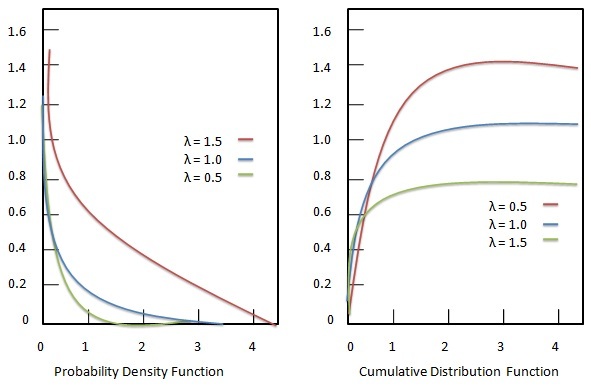 1.6
1.4
1.2
1.0
0.8
0.6
0.4
0.2
0
0 1 2 3 4
λ = 1.5
λ = 1.0
λ = 0.5
Probability Density Function
1.6
1.4
1.2
1.0
0.8
0.6
0.4
0.2
0
0 1 2 3 4
λ = 0.5
λ = 1.0
λ = 1.5
Cumulative Distribution Function